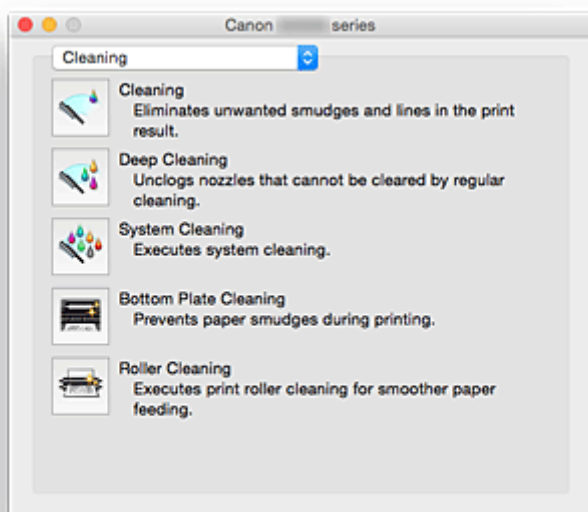 Canon series
Cleaning
Cleaning
Eliminates unwanted smudges and lines in the print
result.
Deep Cleaning
Unclogs nozzles that cannot be cleared by regular
cleaning.
System Cleaning
Executes system cleaning.
Bottom Plate Cleaning
Prevents paper smudges during printing.
Roller Cleaning
Executes print roller cleaning for smoother paper
feeding.